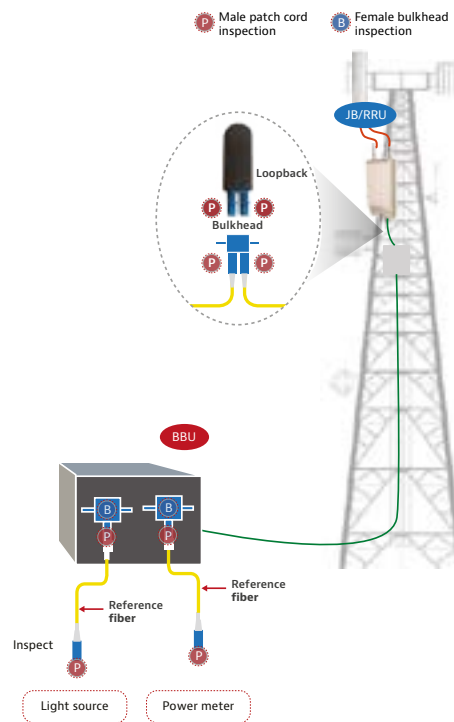 P Male patch cord
inspection
B Female bulkhead
inspection
JB/RRU
Loopback
P P
Bulkhead
P P
BBU
B B
P P
Reference
fiber
Reference
fiber
Inspect
P
P
Light source
Power meter